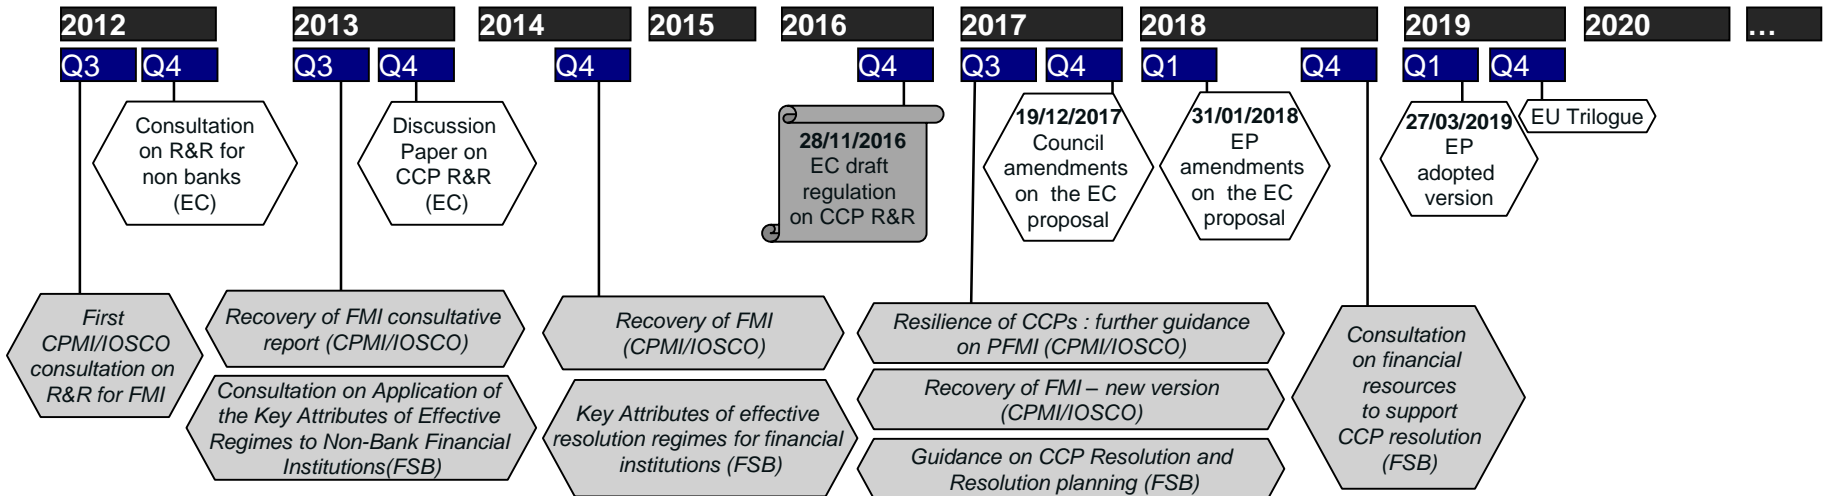 2012
2013
2014
2015
2016
2017
2018
2019
2020
...
Q3
Q4
Q3
Q4
Q4
Q4
Q3
Q4
Q1
Q4
Q1
Q4
Consultation
on R&R for
non banks
(EC)
Discussion
Paper on
CCP R&R
(EC)
28/11/2016
EC draft
regulation
on CCP R&R
19/12/2017
Council
amendments
on the EC
proposal
31/01/2018
EP
amendments
on the EC
proposal
27/03/2019
EP
adopted
version
EU Trilogue
First
CPMI/IOSCO
consultation on
R&R for FMI
Recovery of FMI consultative
report (CPMI/IOSCO)
Consultation on Application of
the Key Attributes of Effective
Regimes to Non-Bank Financial
Institutions(FSB)
Recovery of FMI
(CPMI/IOSCO)
Key Attributes of effective
resolution regimes for financial
institutions (FSB)
Resilience of CCPs : further guidance
on PFMI (CPMI/IOSCO)
Recovery of FMI – new version
(CPMI/IOSCO)
Guidance on CCP Resolution and
Resolution planning (FSB)
Consultation
on financial
resources
to support
CCP resolution
(FSB)